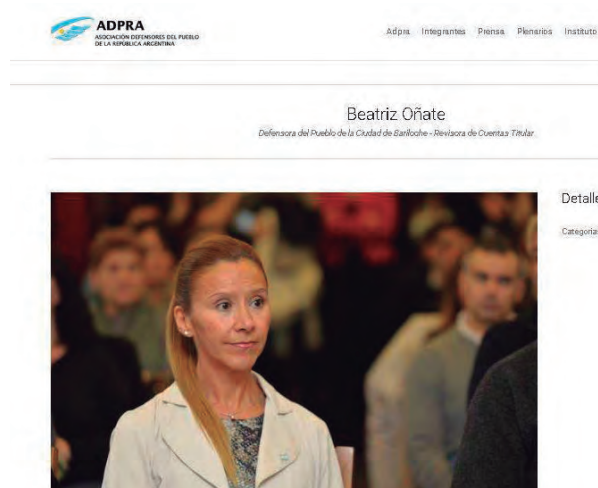 ADPRA
ASOCIACIÓN DEFENSORES DEL PUEBLO
DE LA REPÚBLICA ARGENTINA
Adpra Integrantes Prensa Plenarios Instituto
Beatriz Oñate
Defensora del Pueblo de la Ciudad de Bariloche - Revisora de Cuentas Titular
Detalle
Categoria